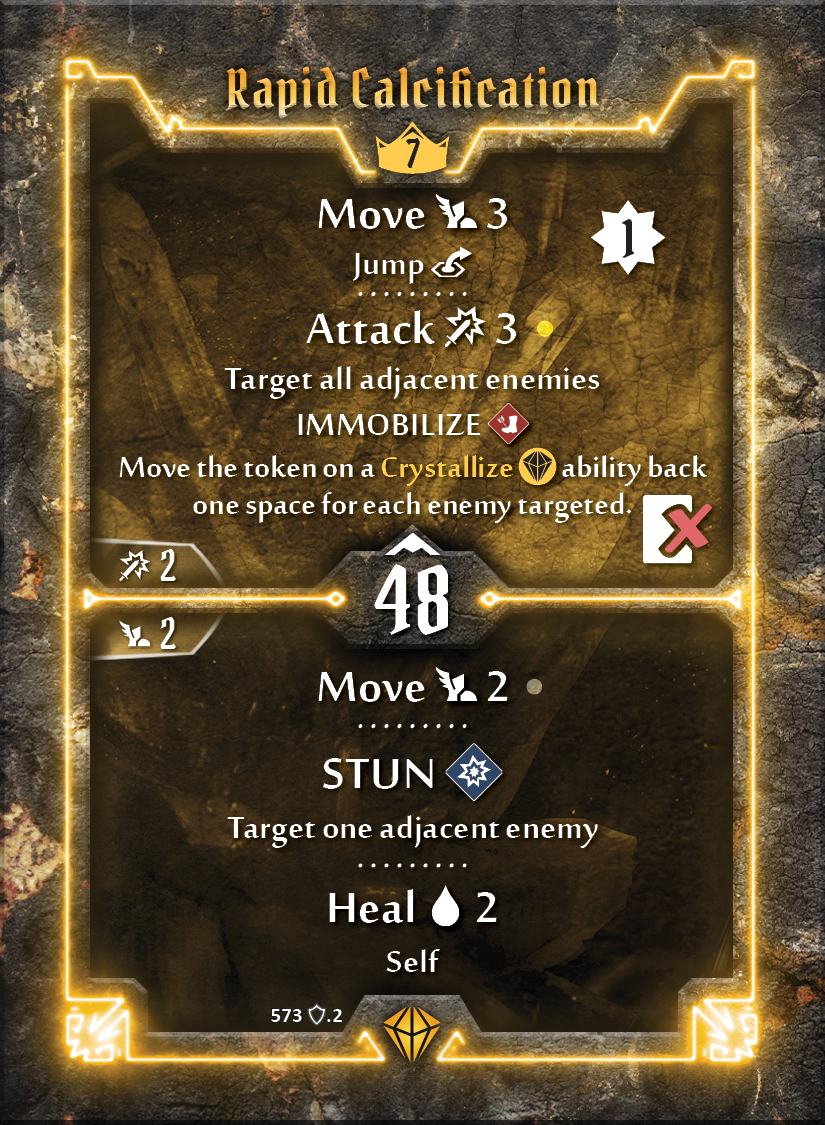 Rapid Calcification
7
Move 3
1
Jump
Attack 3
Target all adjacent enemies
IMMOBILIZE
Move the token on a Crystallize ability back
one space for each enemy targeted.
2
48
2
Move 2
STUN
Target one adjacent enemy
Heal 2
Self
573 .2